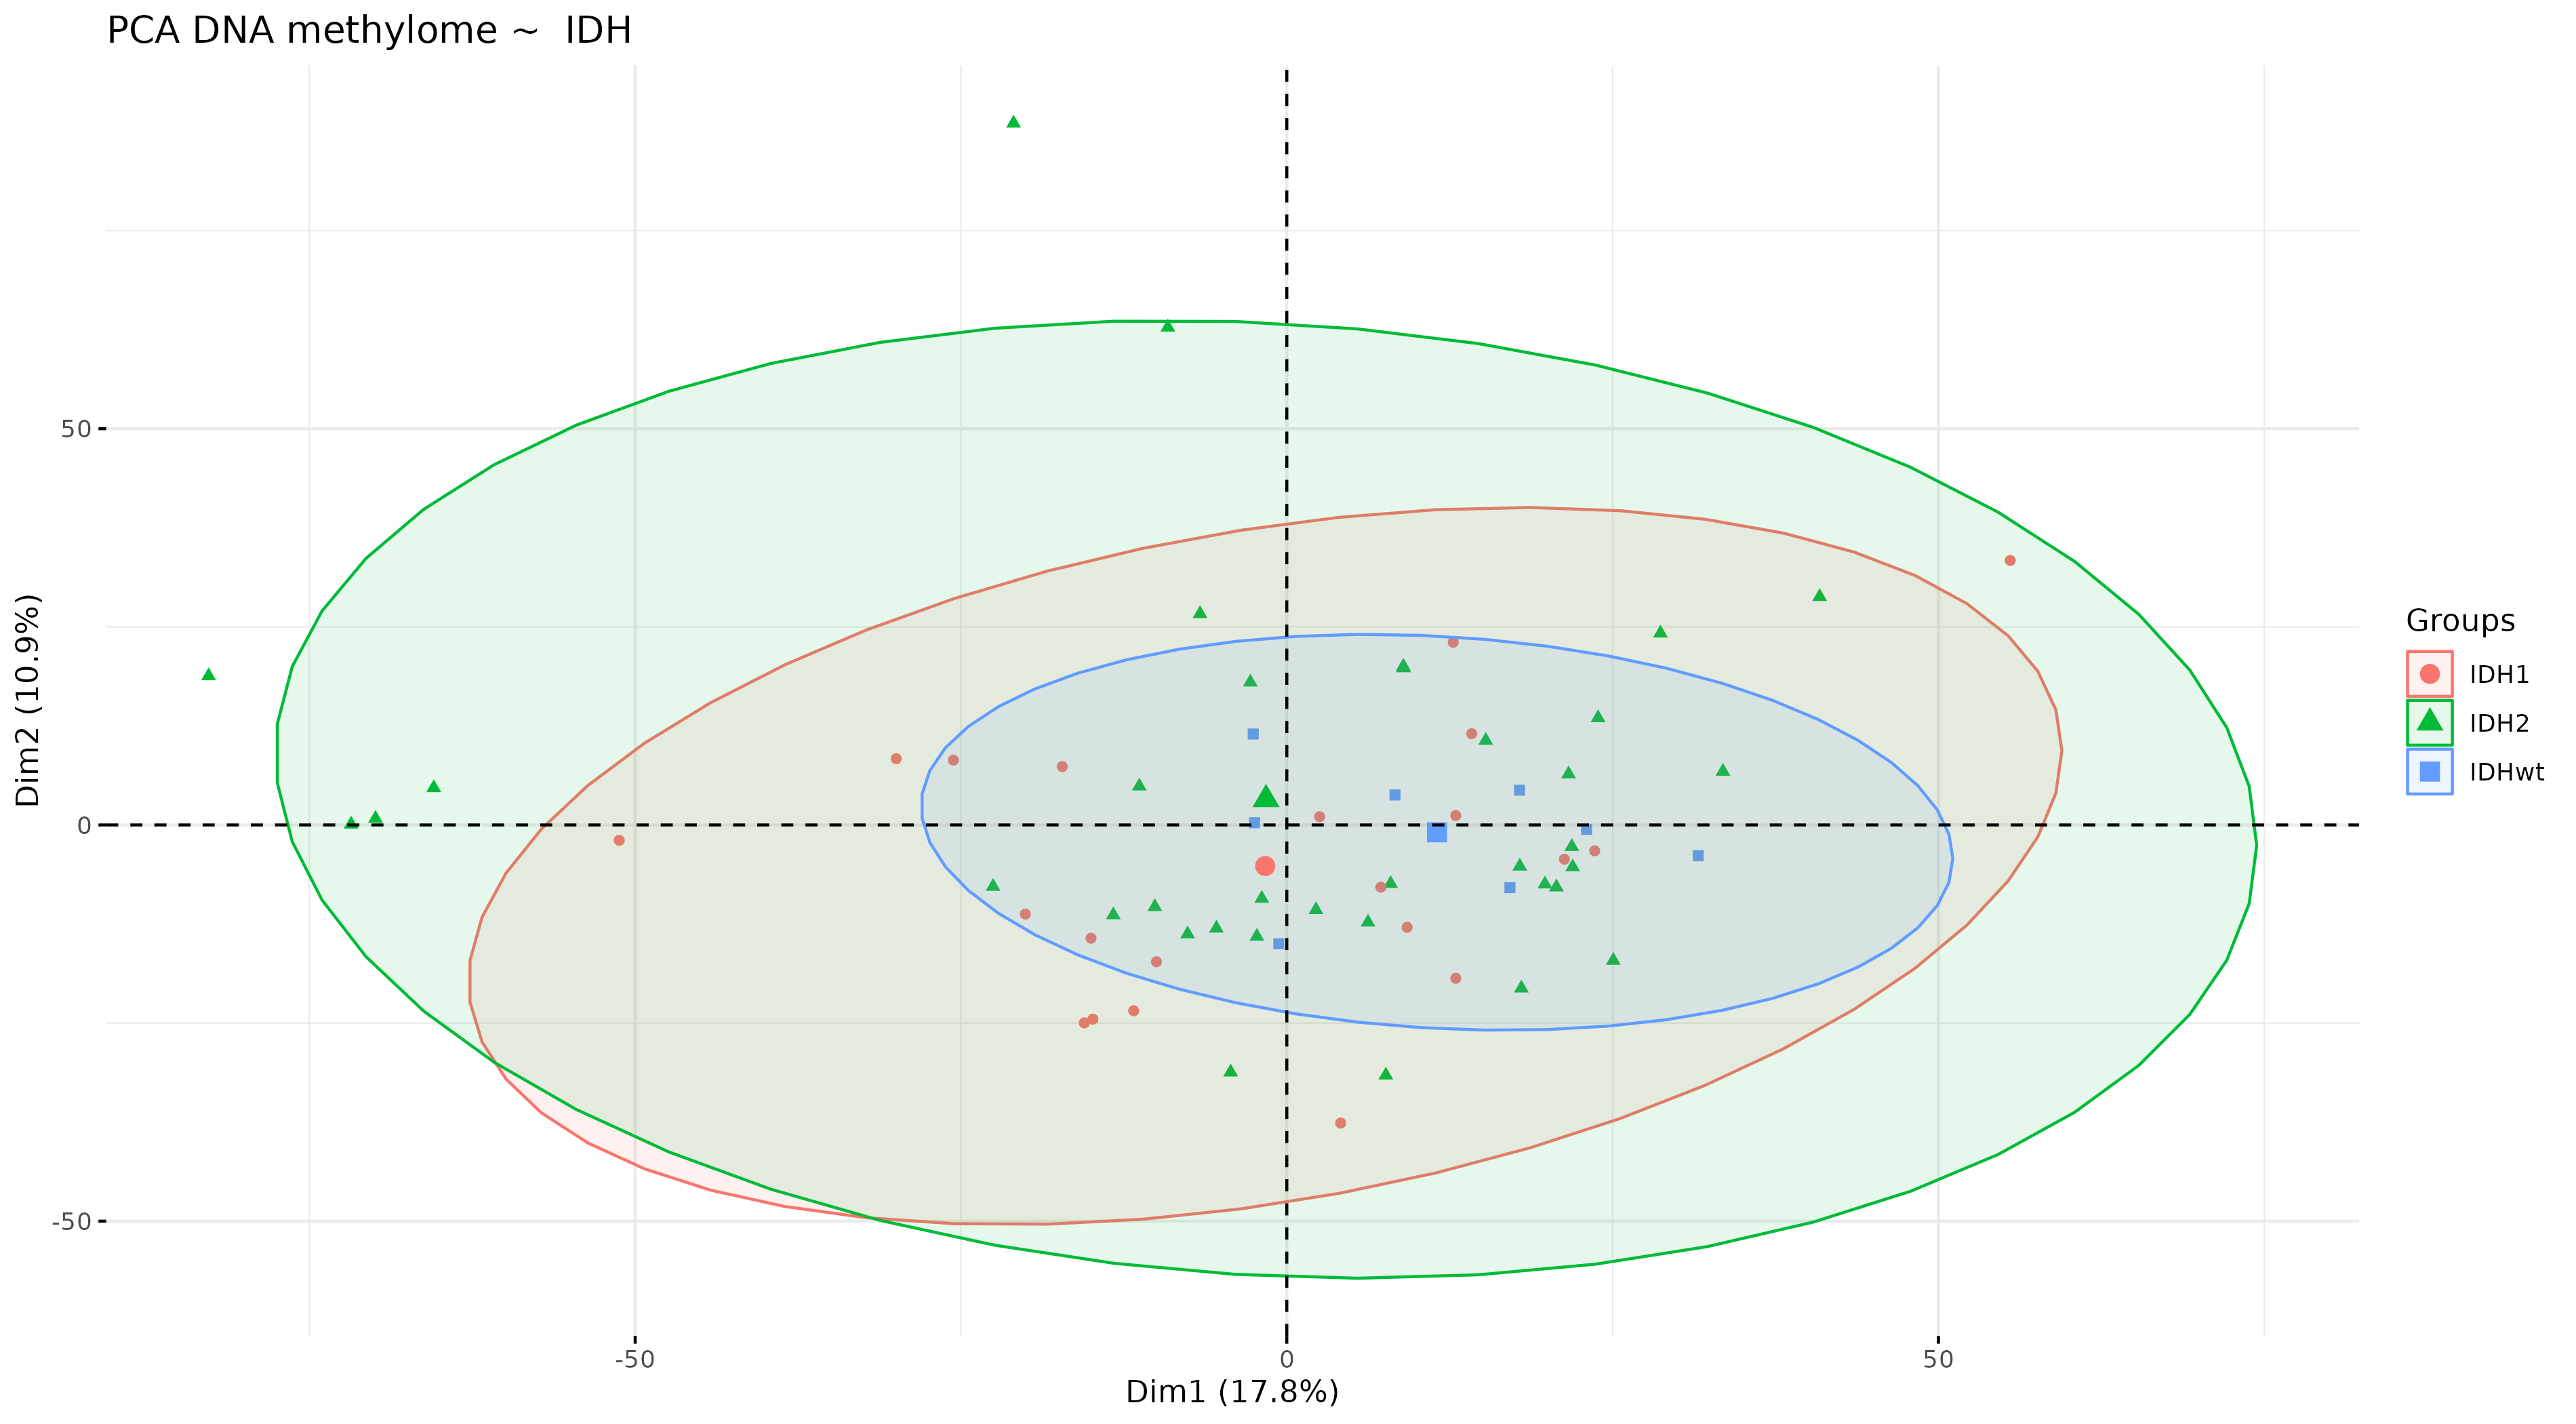 PCA DNA methylome ~  IDH
Dim2 (10.9%)
50
0
-50
-50
0
50
Dim1 (17.8%)
Groups
IDH1
IDH2
IDHwt